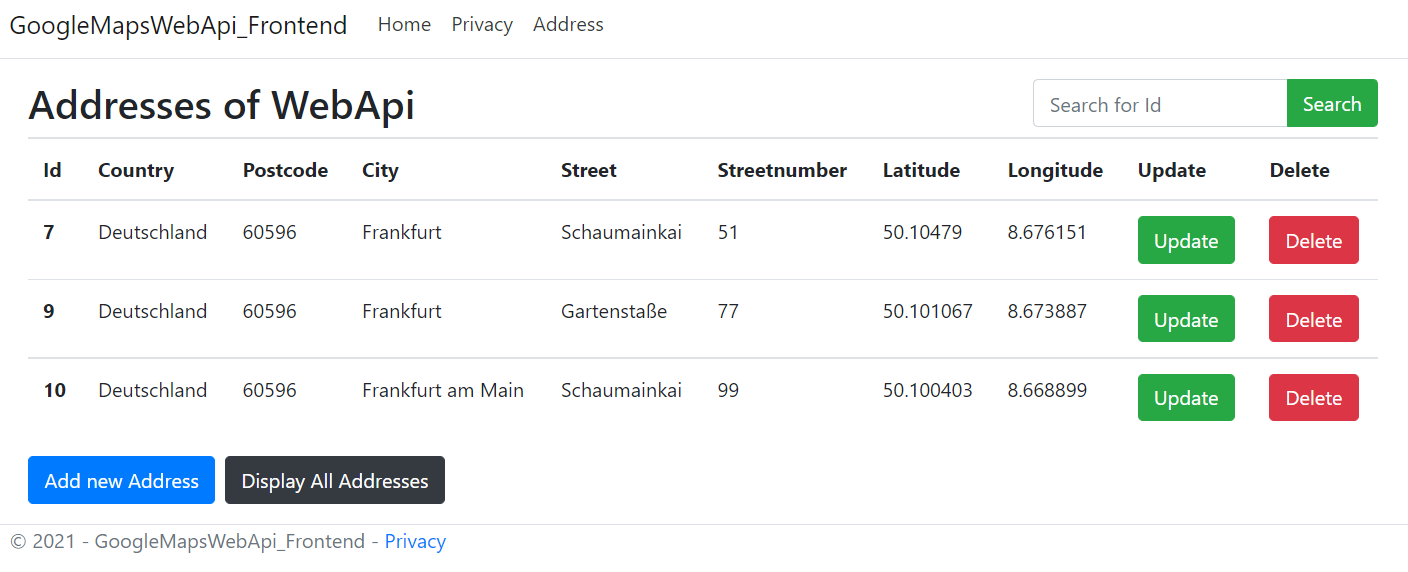 GoogleMapsWebApi_Frontend Home Privacy Address
Addresses of WebApi Search for Id Search
Id Country Postcode City Street Streetnumber Latitude Longitude Update Delete
7 Deutschland 60596 Frankfurt Schaumainkai 51 50.10479 8.676151 Update Delete
9 Deutschland 60596 Frankfurt Gartenstaße 77 50.101067 8.673887 Update Delete
10 Deutschland 60596 Frankfurt am Main Schaumainkai 99 50.100403 8.668899 Update Delete
Add new Address Display All Addresses
© 2021 - GoogleMapsWebApi_Frontend - Privacy